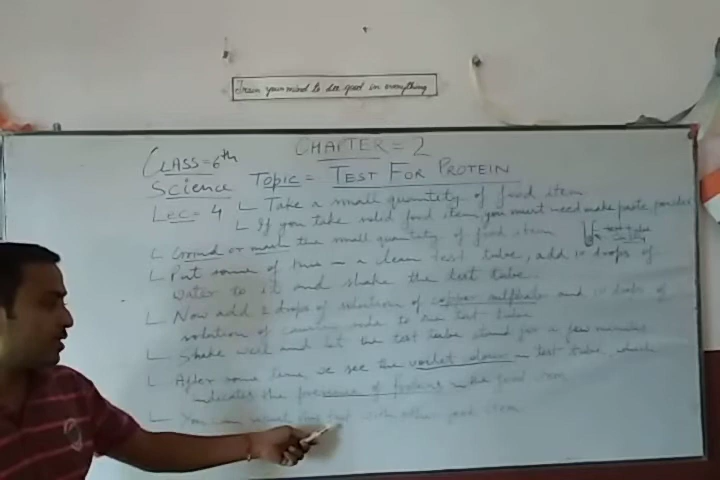 Train your mind to see good in everything
CHAPTER = 2
CLASS = 6th
Science Topic = TEST FOR PROTEIN
Lec = 4
Take a small quantity of food item
If you take solid food item, you must need make paste, powder
or mash the small quantity of food item
Put some of this in a clean test tube, add 10 drops of
water to it and shake the test tube
Now add 2 drops of solution of copper sulphate and 10 drops of
solution of soda to the test tube
Shake well and let the test tube stand for a few minutes
After some time we see the violet colour in test tube, which
indicates the presence of in the food item
You can test with other food item